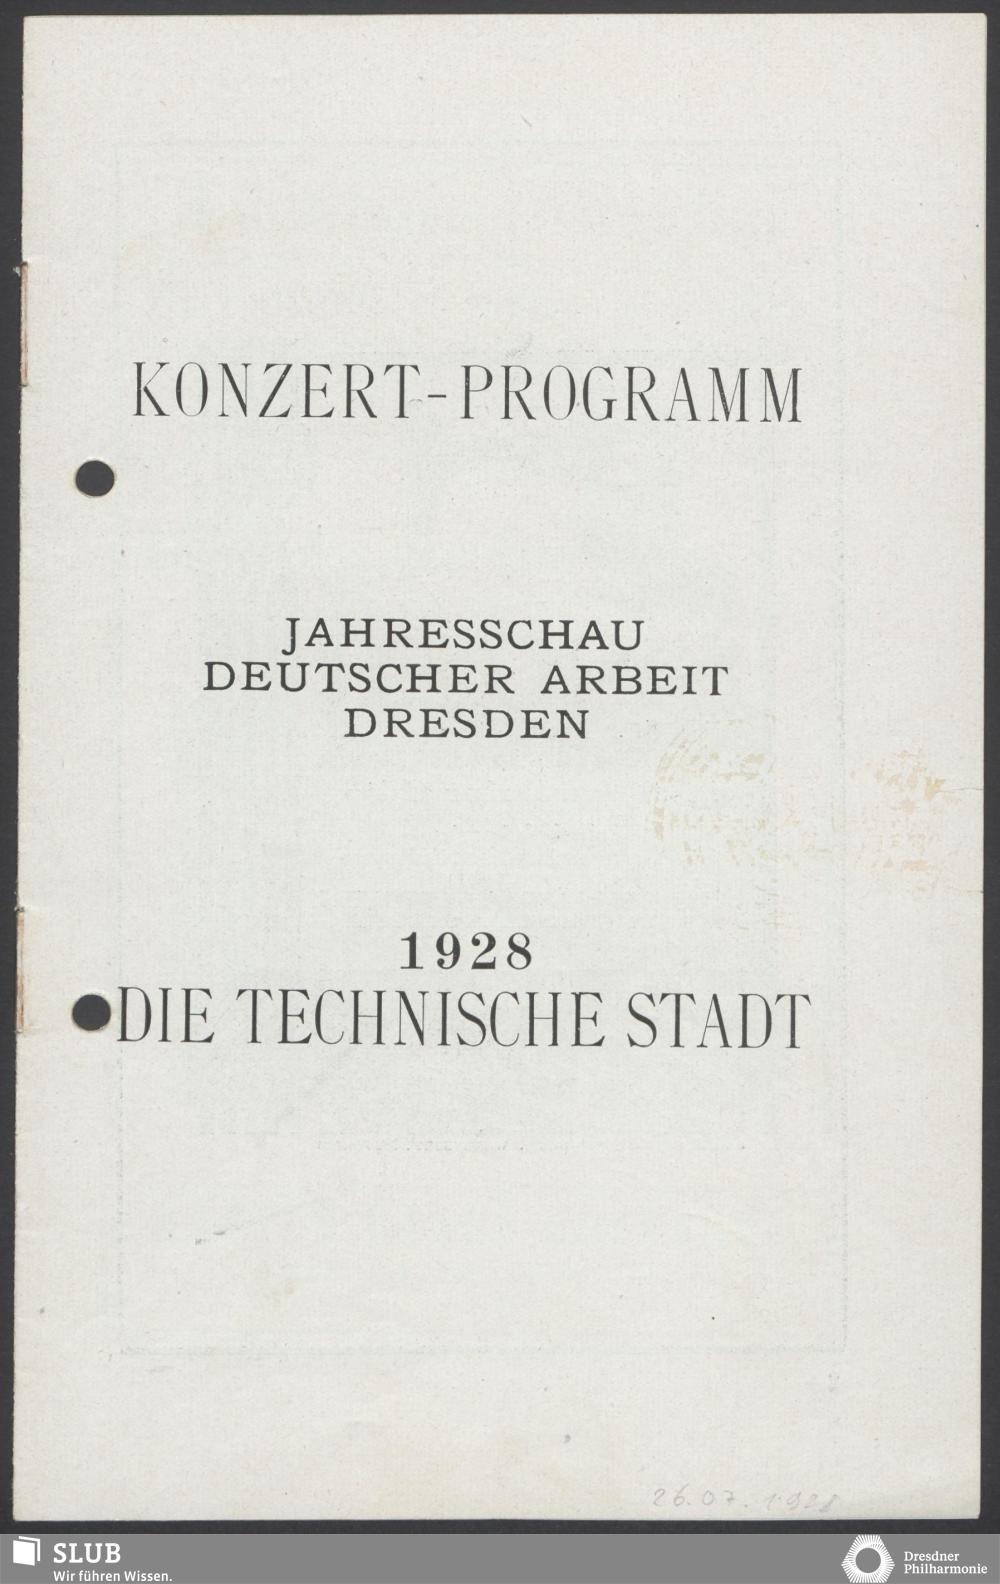 KONZERT-PROGRAMM
JAHRESSCHAU
DEUTSCHER ARBEIT
DRESDEN
1928
DIE TECHNISCHE STADT
26.07.1928
SLUB
Wir führen Wissen.
Dresdner
Philharmonie